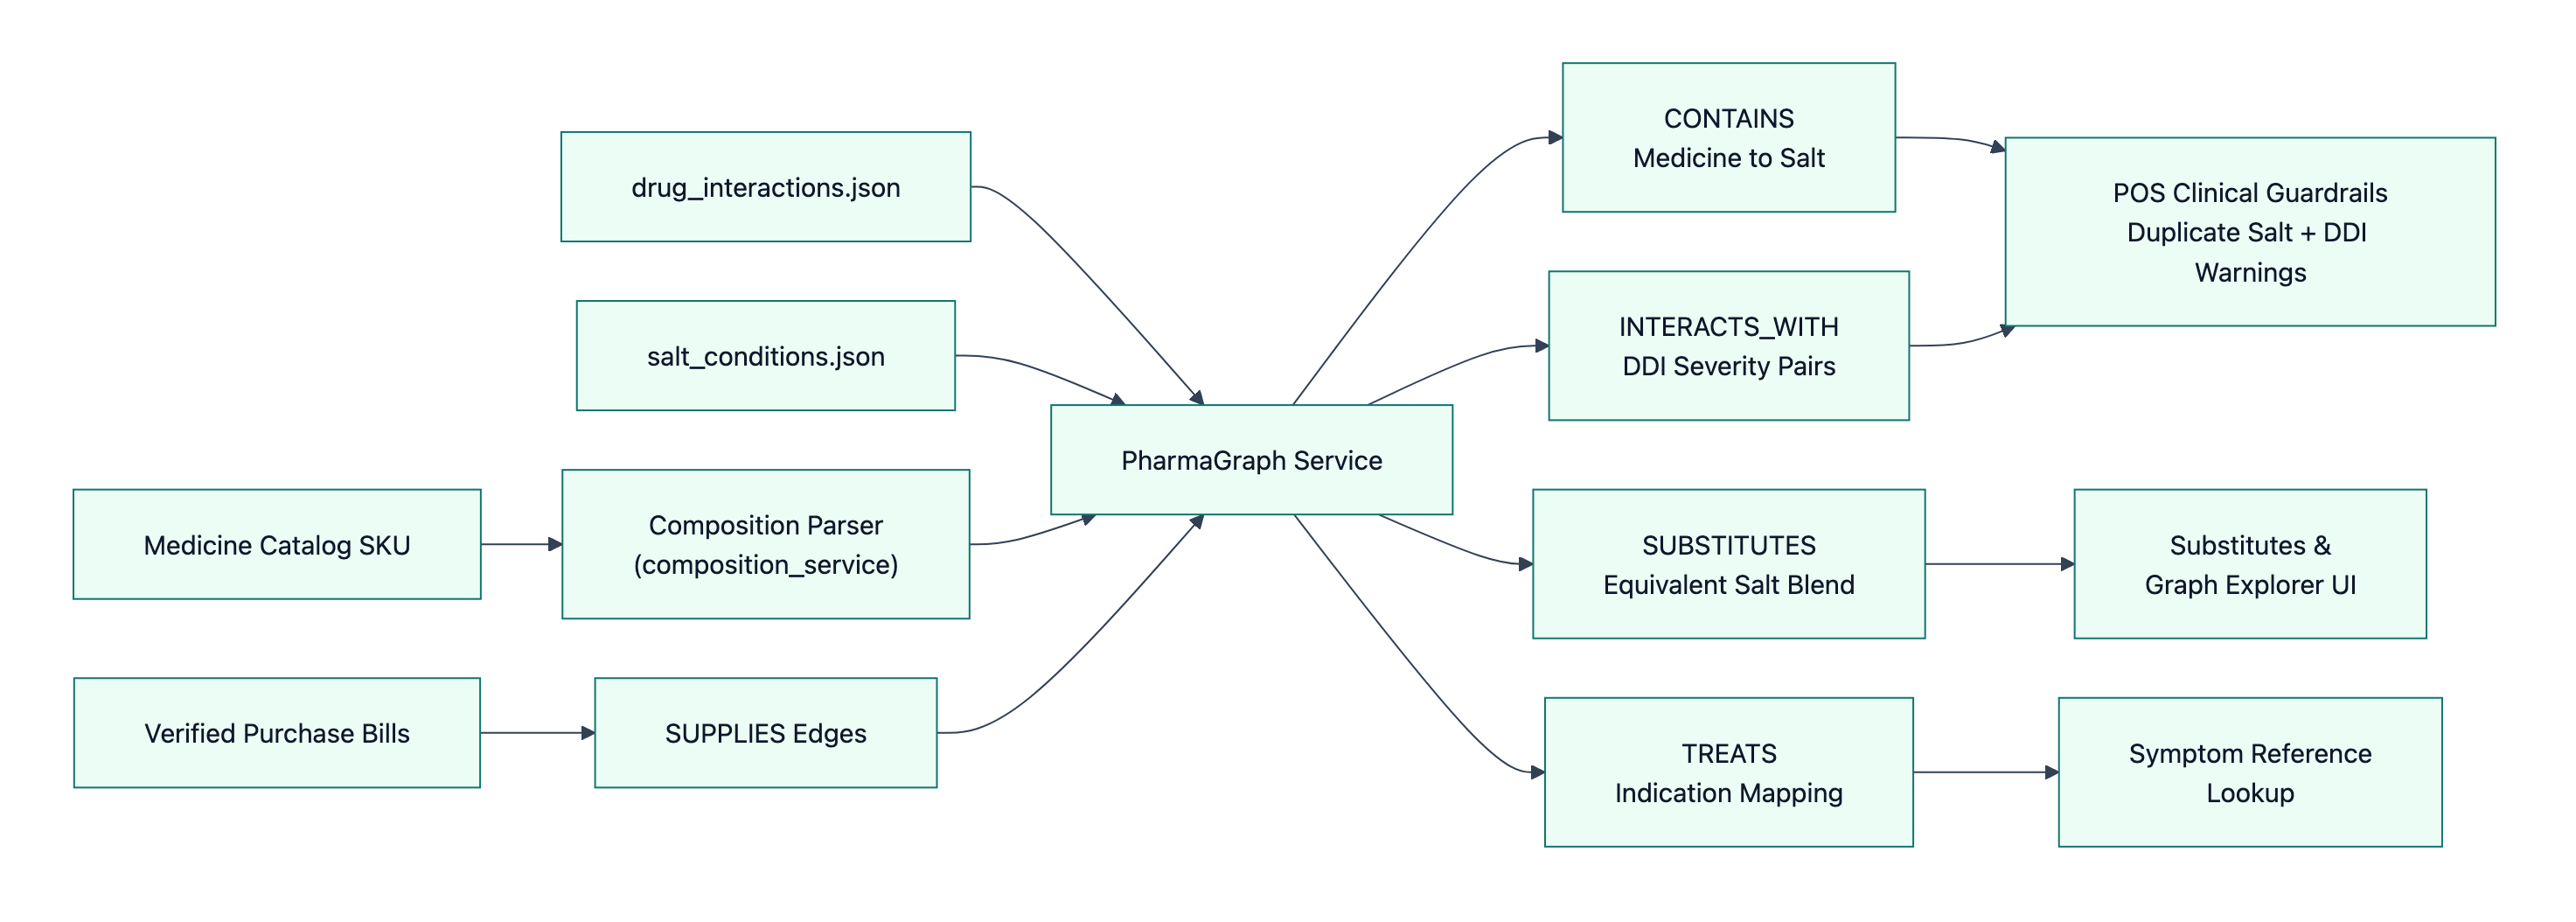 drug_interactions.json
salt_conditions.json
Medicine Catalog SKU
Composition Parser
(composition_service)
Verified Purchase Bills
SUPPLIES Edges
PharmaGraph Service
CONTAINS
Medicine to Salt
INTERACTS_WITH
DDI Severity Pairs
SUBSTITUTES
Equivalent Salt Blend
TREATS
Indication Mapping
POS Clinical Guardrails
Duplicate Salt + DDI
Warnings
Substitutes &
Graph Explorer UI
Symptom Reference
Lookup